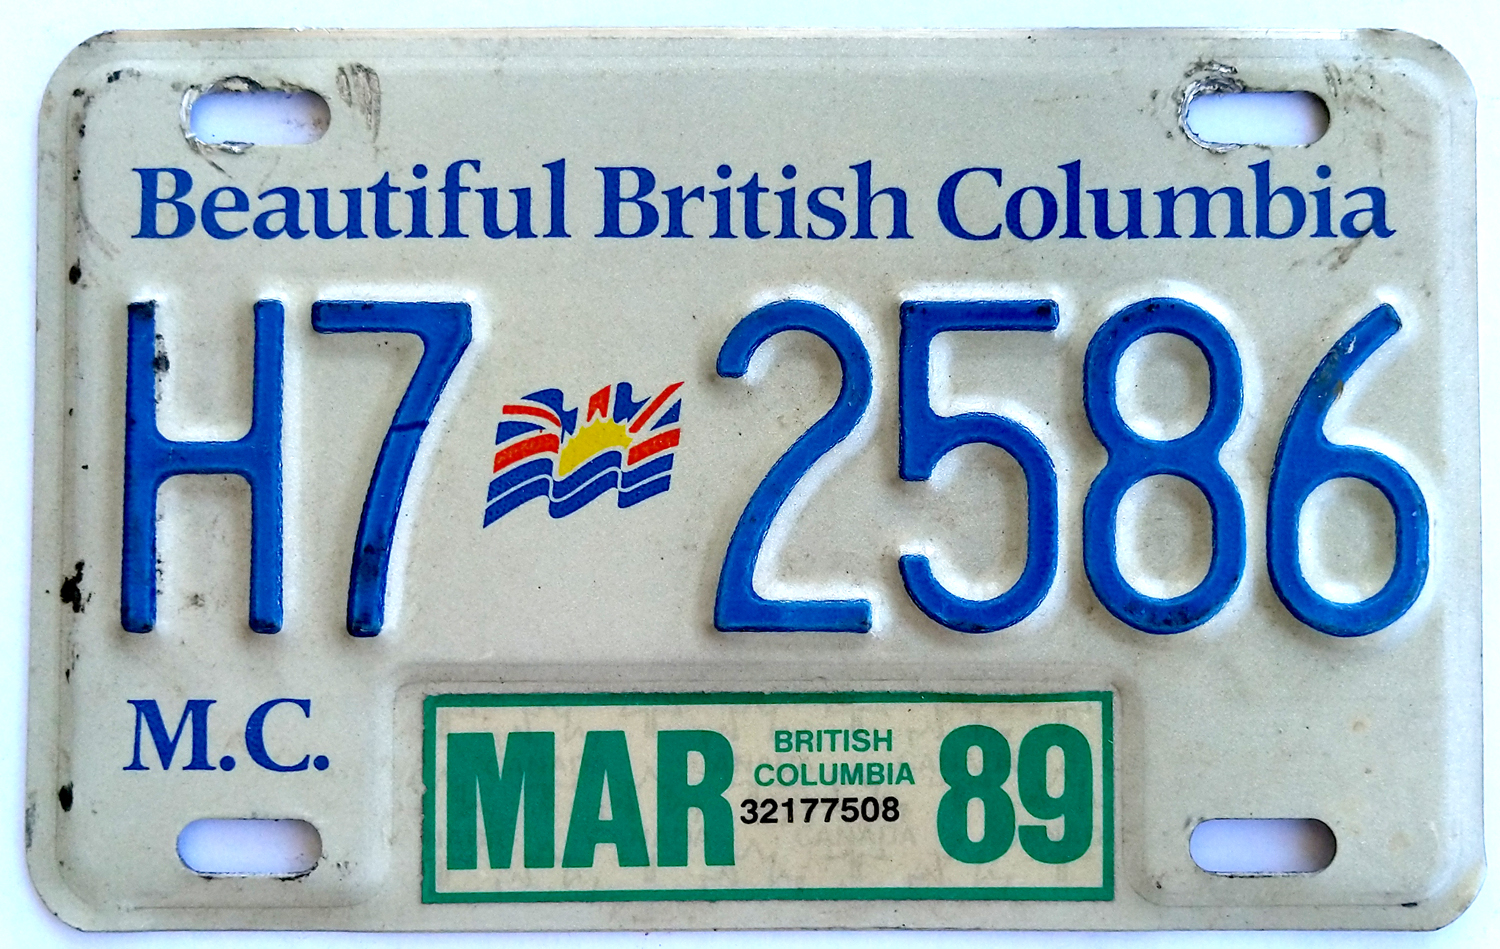 Beautiful British Columbia
H7 2586
M.C.
MAR BRITISH COLUMBIA 32177508 89